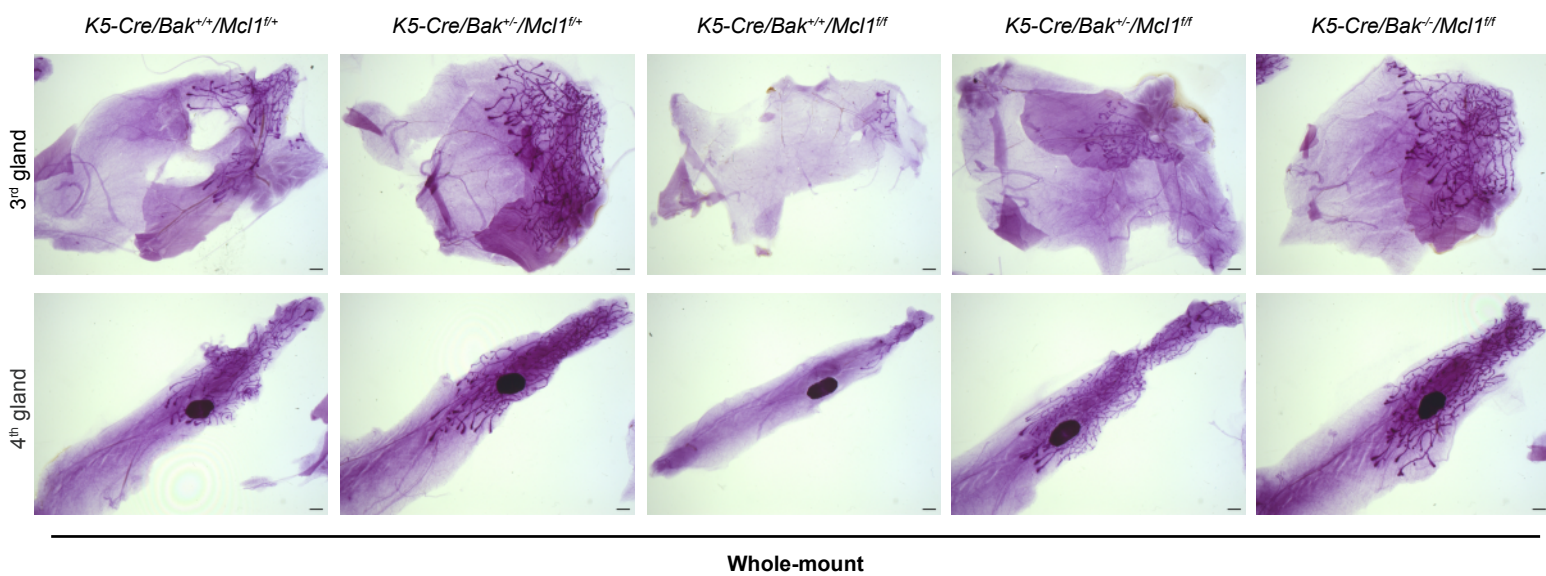 K5-Cre/Bak+/+/Mcl1f/+ K5-Cre/Bak+/-/Mcl1f/+ K5-Cre/Bak+/+/Mcl1f/f K5-Cre/Bak+/-/Mcl1f/f K5-Cre/Bak-/-/Mcl1f/f
3rd gland
4th gland
Whole-mount